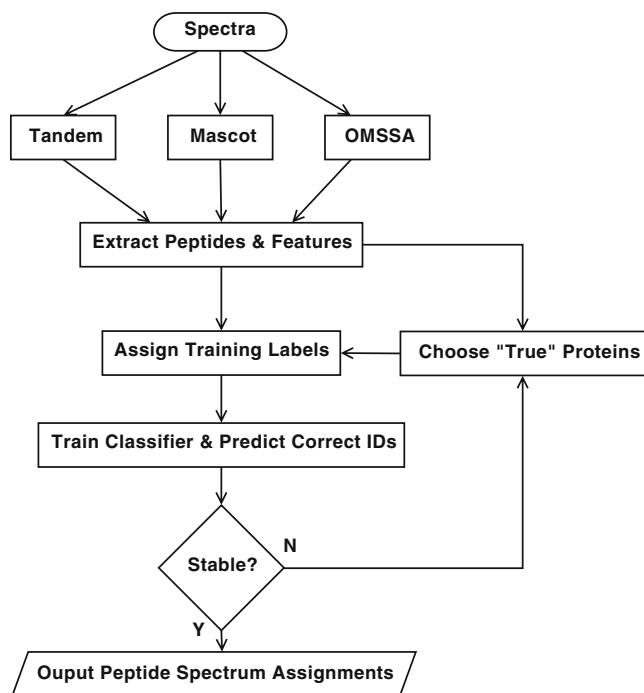 Spectra
Tandem
Mascot
OMSSA
Extract Peptides & Features
Assign Training Labels
Choose "True" Proteins
Train Classifier & Predict Correct IDs
Stable?
N
Y
Ouput Peptide Spectrum Assignments